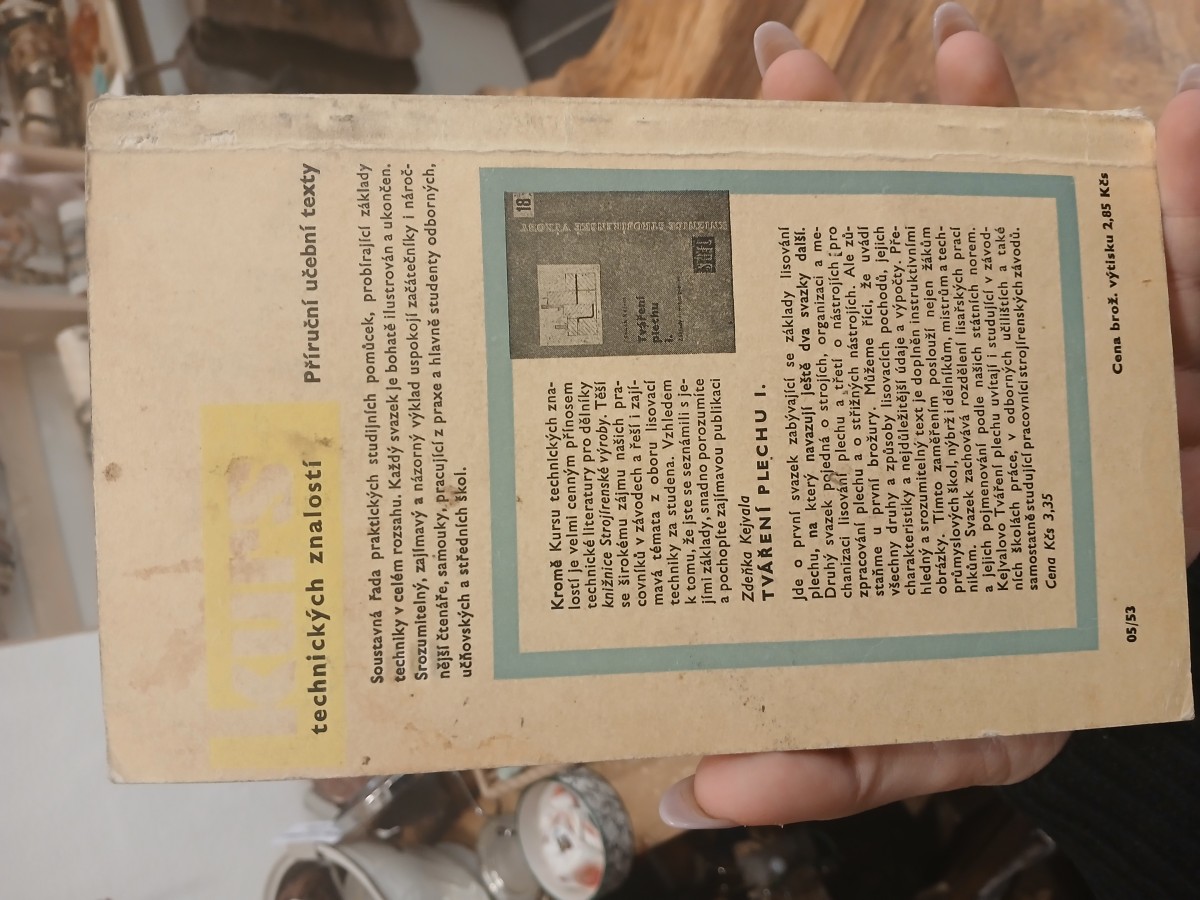 KURS
technických znalostí Příruční učební texty
Soustavná řada praktických studijních pomůcek, probírající základy
techniky v celém rozsahu. Každý svazek je bohatě ilustrován a ukončen.
Srozumitelný, zajímavý a názorný výklad uspokojí začátečníky i nároč-
nější čtenáře, samouky, pracující z praxe a hlavně studenty odborných,
učňovských a středních škol.
Kromě Kursu technických zna-
lostí je velmi cenným přínosem
technické literatury pro dělníky
knižnice Strojírenské výroby. Těší
se širokému zájmu našich pra-
covníků v závodech a řeší i zají-
mavá témata z oboru lisovací
techniky za studena. Vzhledem
k tomu, že jste se seznámili s je-
jími základy, snadno porozumíte
a pochopíte zajímavou publikaci
18
KNIŽNICE STROJÍRENSKÉ VÝROBY
Tváření
plechu
I.
SNTL
Zdeňka Kejvala
TVÁŘENÍ PLECHU I.
Jde o první svazek zabývající se základy lisování
plechu, na který navazují ještě dva svazky další.
Druhý svazek pojedná o strojích, organizaci a me-
chanizaci lisování plechu a třetí o nástrojích pro
zpracování plechu a o střižných nástrojích. Ale zů-
staňme u první brožury. Můžeme říci, že uvádí
všechny druhy a způsoby lisovacích pochodů, jejich
charakteristiky a nejdůležitější údaje a výpočty. Pře-
hledný a srozumitelný text je doplněn instruktivními
obrázky. Tímto zaměřením poslouží nejen žákům
průmyslových škol, nýbrž i dělníkům, mistrům a tech-
nikům. Svazek zachovává rozdělení lisařských prací
a jejich pojmenování podle našich státních norem.
Kejvalovo Tváření plechu uvítají i studující v závod-
ních školách práce, v odborných učilištích a také
samostatně studující pracovníci strojírenských závodů.
Cena Kčs 3,35
05/53 Cena brož. výtisku 2,85 Kčs